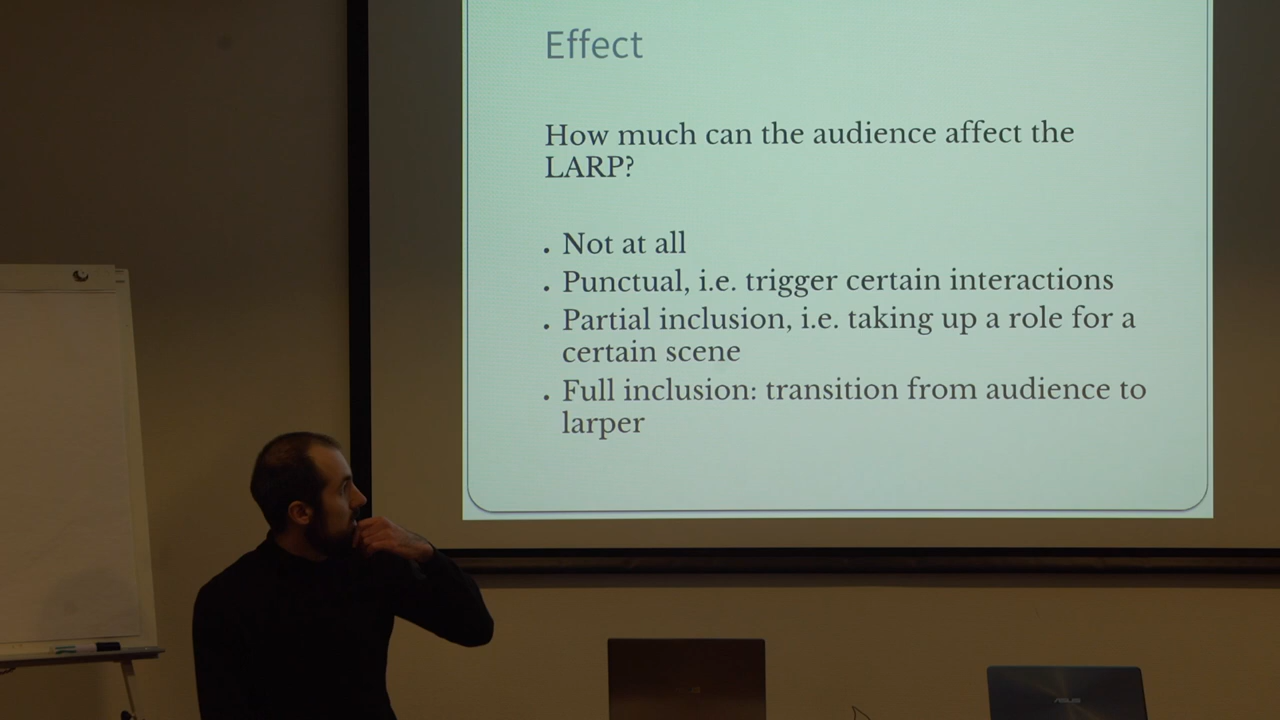 Effect
How much can the audience affect the
LARP?
. Not at all
. Punctual, i.e. trigger certain interactions
. Partial inclusion, i.e. taking up a role for a
certain scene
. Full inclusion: transition from audience to
larper
ASUS